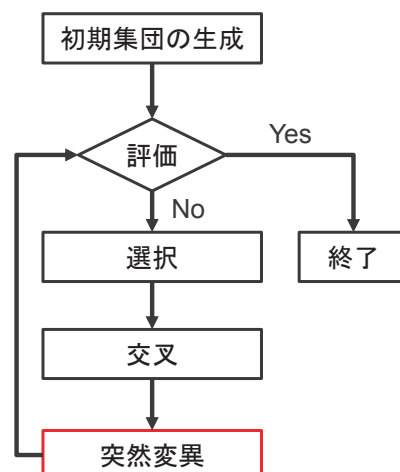 初期集団の生成
評価
Yes
No
選択
終了
交叉
突然変異